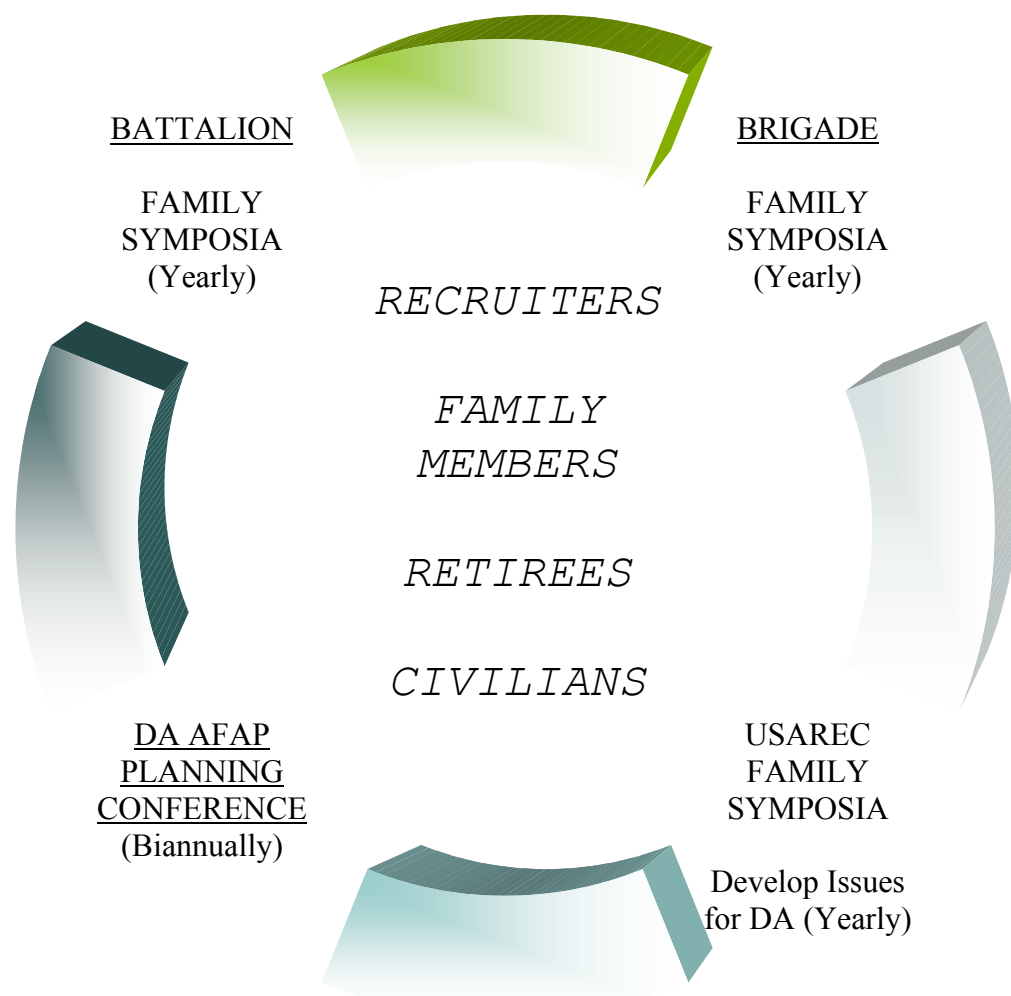 BATTALION
FAMILY
SYMPOSIA
(Yearly)
BRIGADE
FAMILY
SYMPOSIA
(Yearly)
RECRUITERS
FAMILY
MEMBERS
RETIREES
CIVILIANS
DA AFAP
PLANNING
CONFERENCE
(Biannually)
USAREC
FAMILY
SYMPOSIA
Develop Issues
for DA (Yearly)